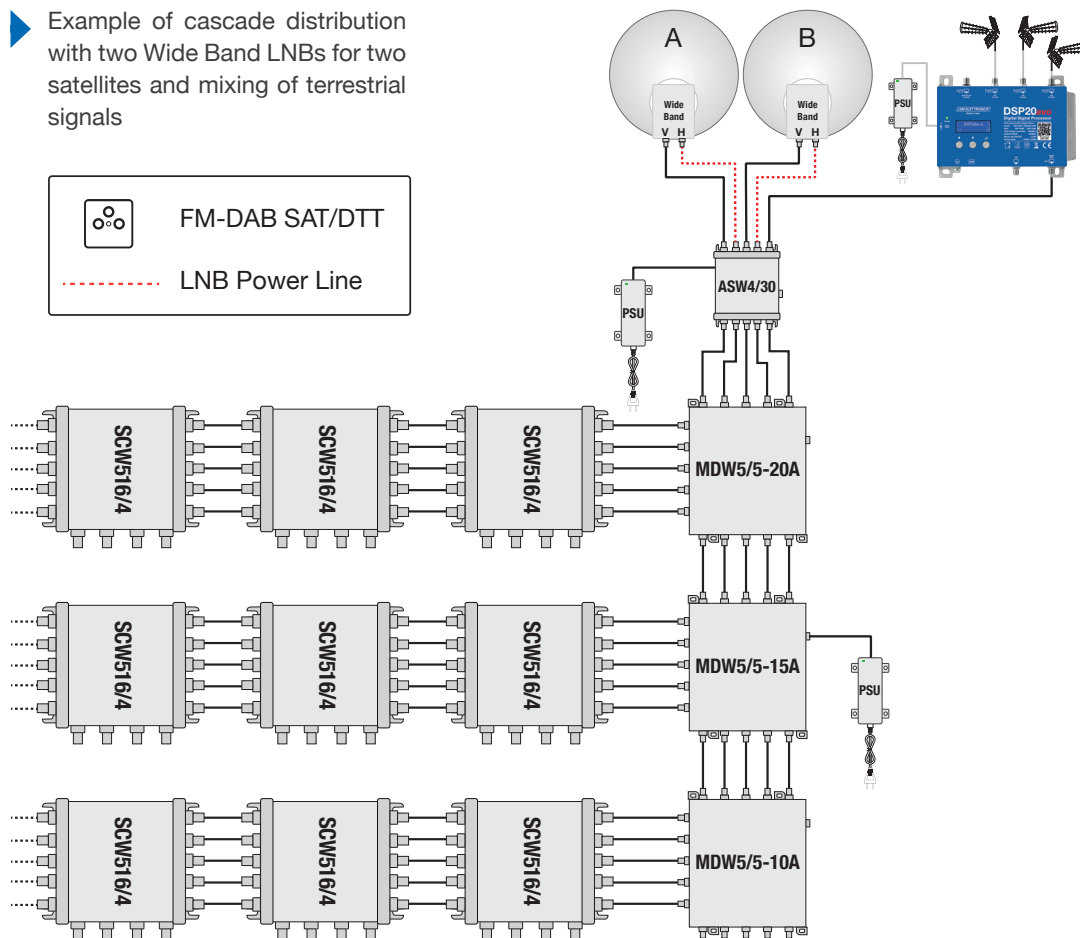 Example of cascade distribution
with two Wide Band LNBs for two
satellites and mixing of terrestrial
signals
FM-DAB SAT/DTT
LNB Power Line
A
B
Wide
Band
V H
Wide
Band
V H
PSU
DSP20
Digital Signal Processor
ASW4/30
PSU
SCW516/4
SCW516/4
SCW516/4
MDW5/5-20A
SCW516/4
SCW516/4
SCW516/4
MDW5/5-15A
PSU
SCW516/4
SCW516/4
SCW516/4
MDW5/5-10A